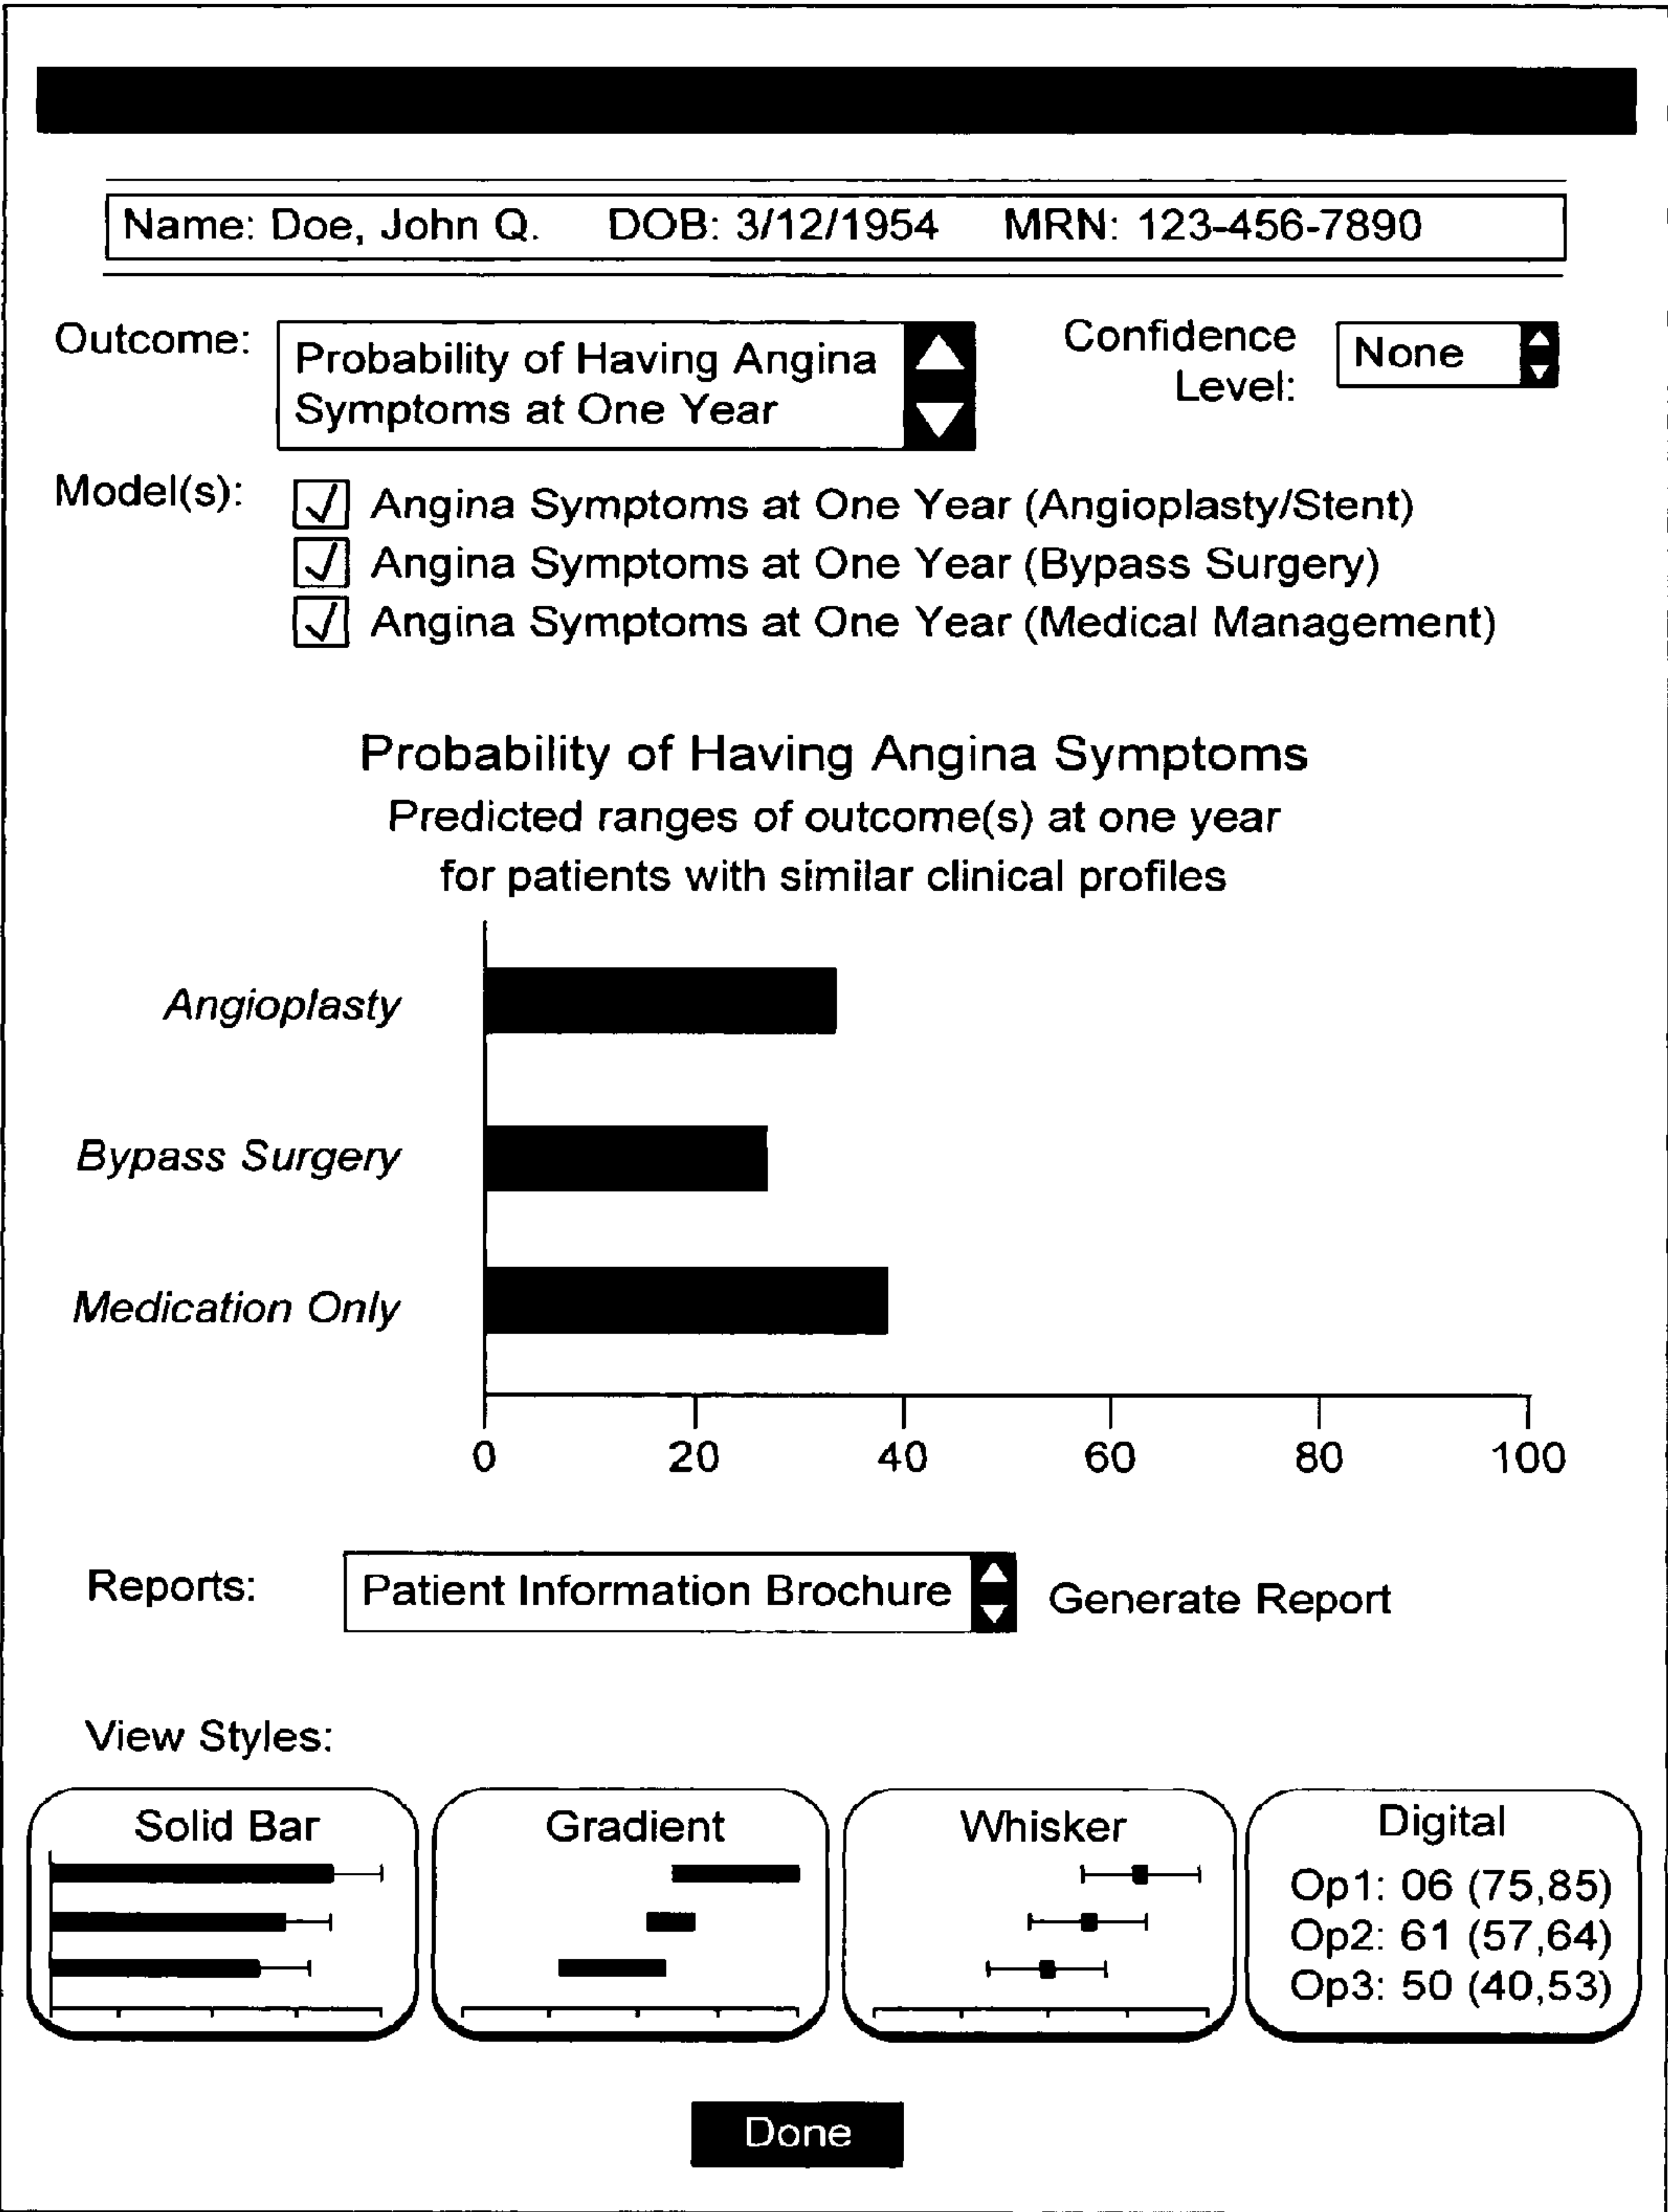 Name: Doe, John Q. DOB: 3/12/1954 MRN: 123-456-7890
Outcome:
Probability of Having Angina
Symptoms at One Year
Confidence
Level:
None
Model(s):
Angina Symptoms at One Year (Angioplasty/Stent)
Angina Symptoms at One Year (Bypass Surgery)
Angina Symptoms at One Year (Medical Management)
Probability of Having Angina Symptoms
Predicted ranges of outcome(s) at one year
for patients with similar clinical profiles
Angioplasty
Bypass Surgery
Medication Only
0 20 40 60 80 100
Reports:
Patient Information Brochure
Generate Report
View Styles:
Solid Bar
Gradient
Whisker
Digital
Op1: 06 (75,85)
Op2: 61 (57,64)
Op3: 50 (40,53)
Done